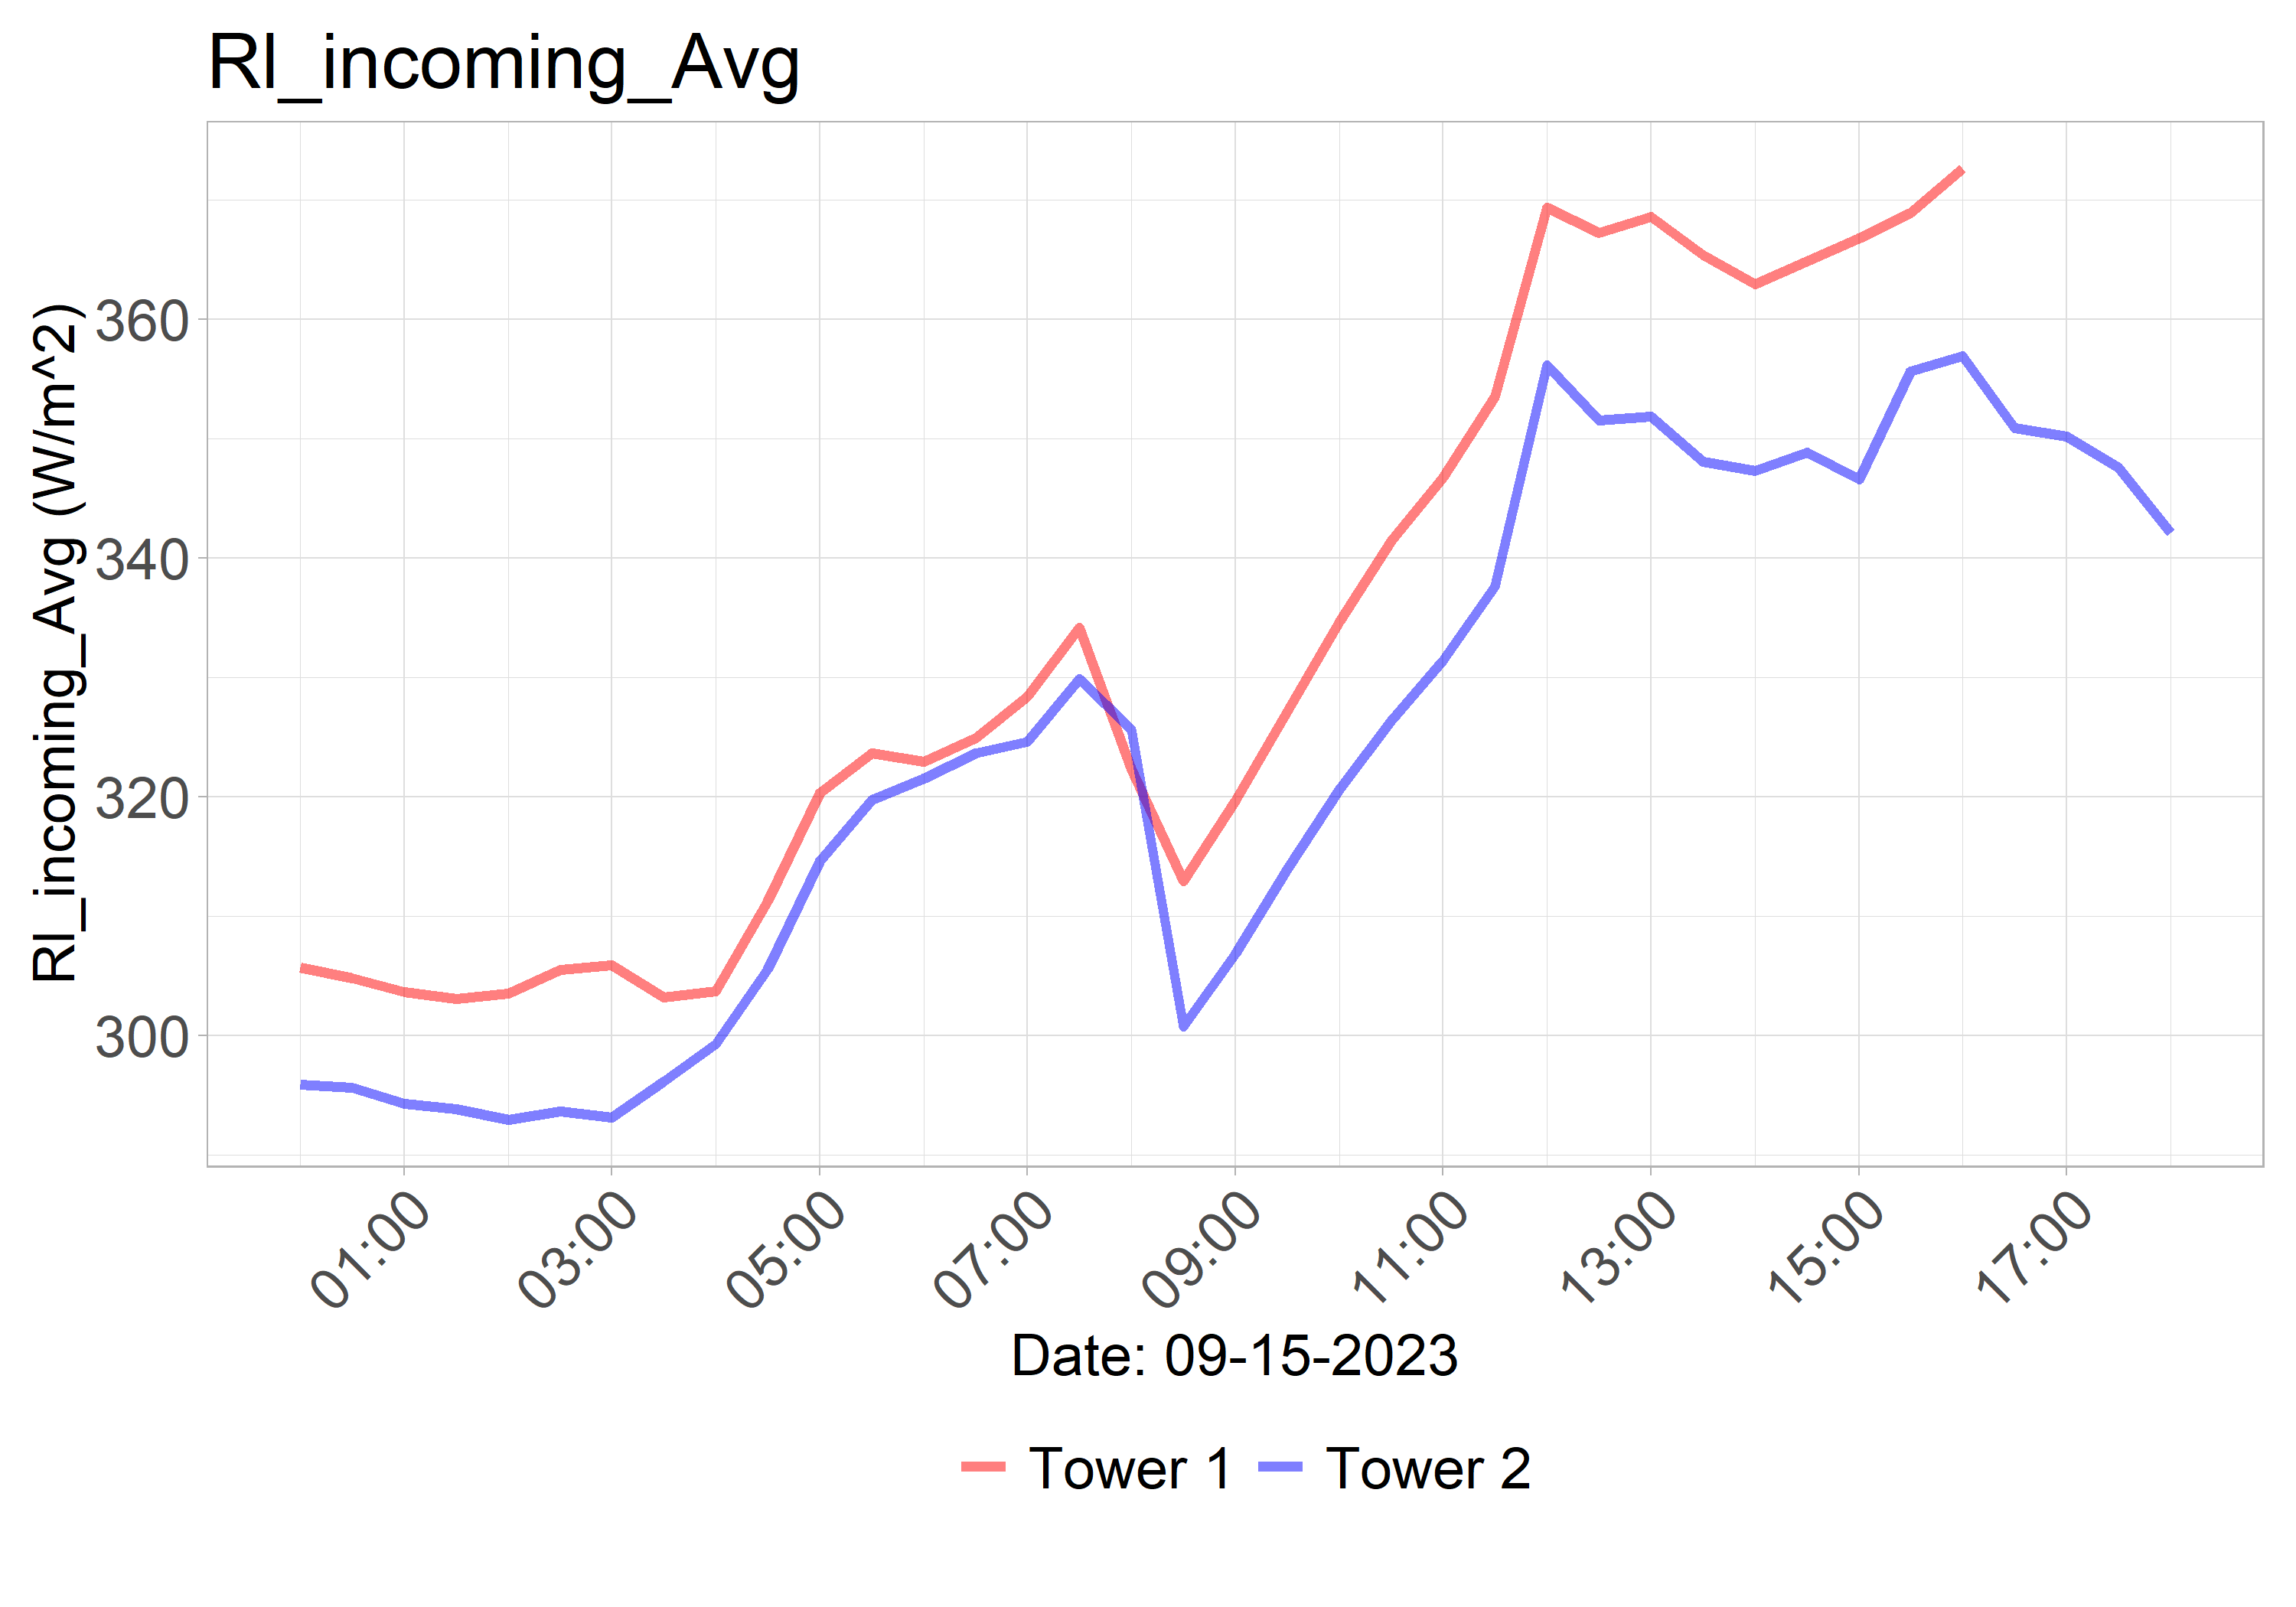 Rl_incoming_Avg
Rl_incoming_Avg (W/m^2)
360
340
320
300
01:00
03:00
05:00
07:00
09:00
11:00
13:00
15:00
17:00
Date: 09-15-2023
Tower 1
Tower 2